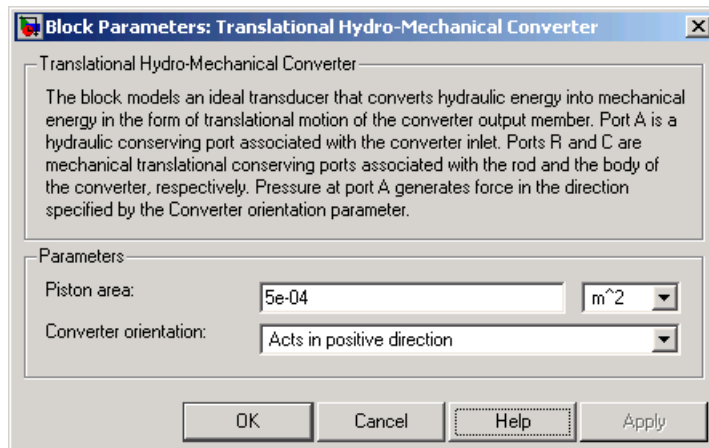 Block Parameters: Translational Hydro-Mechanical Converter
Translational Hydro-Mechanical Converter
The block models an ideal transducer that converts hydraulic energy into mechanical
energy in the form of translational motion of the converter output member. Port A is a
hydraulic conserving port associated with the converter inlet. Ports R and C are
mechanical translational conserving ports associated with the rod and the body of
the converter, respectively. Pressure at port A generates force in the direction
specified by the Converter orientation parameter.
Parameters
Piston area: 5e-04 m^2
Converter orientation: Acts in positive direction
OK Cancel Help Apply